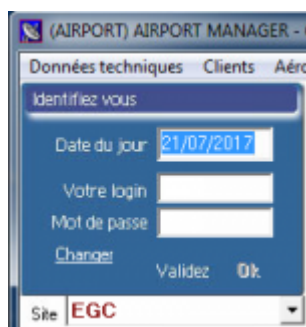 (AIRPORT) AIRPORT MANAGER -
Données techniques Clients Aéro
Identifiez vous
Date du jour 21/07/2017
Votre login
Mot de passe
Changer
Validez Ok
Site EGC